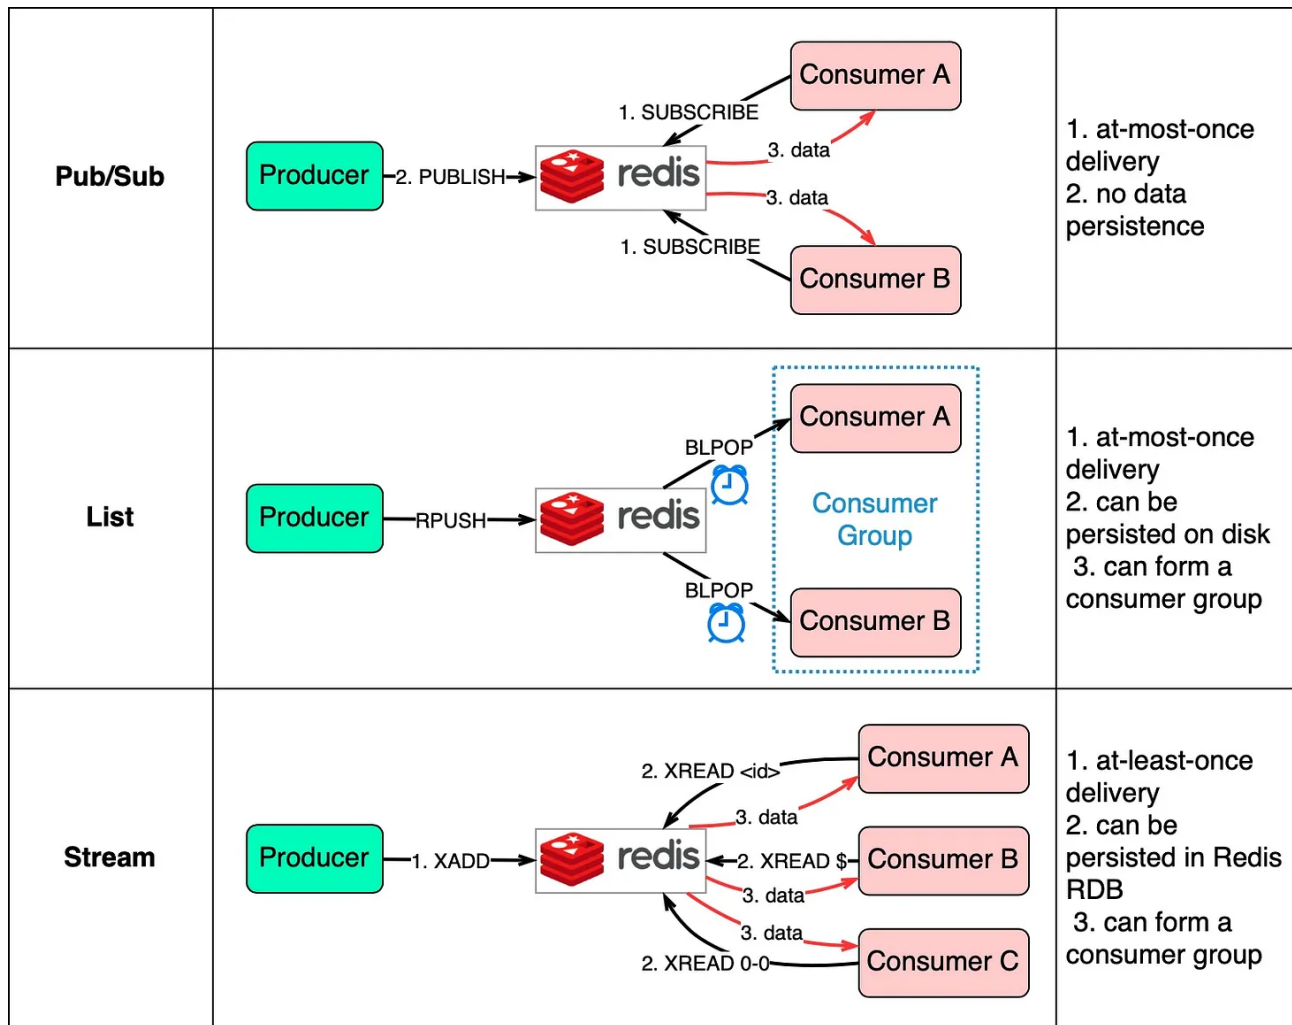 Pub/Sub
Producer
2. PUBLISH
redis
1. SUBSCRIBE
Consumer A
3. data
3. data
1. SUBSCRIBE
Consumer B
1. at-most-once
delivery
2. no data
persistence
List
Producer
RPUSH
redis
BLPOP
Consumer A
Consumer
Group
BLPOP
Consumer B
1. at-most-once
delivery
2. can be
persisted on disk
3. can form a
consumer group
Stream
Producer
1. XADD
redis
2. XREAD <id>
Consumer A
3. data
2. XREAD $
Consumer B
3. data
3. data
2. XREAD 0-0
Consumer C
1. at-least-once
delivery
2. can be
persisted in Redis
RDB
3. can form a
consumer group